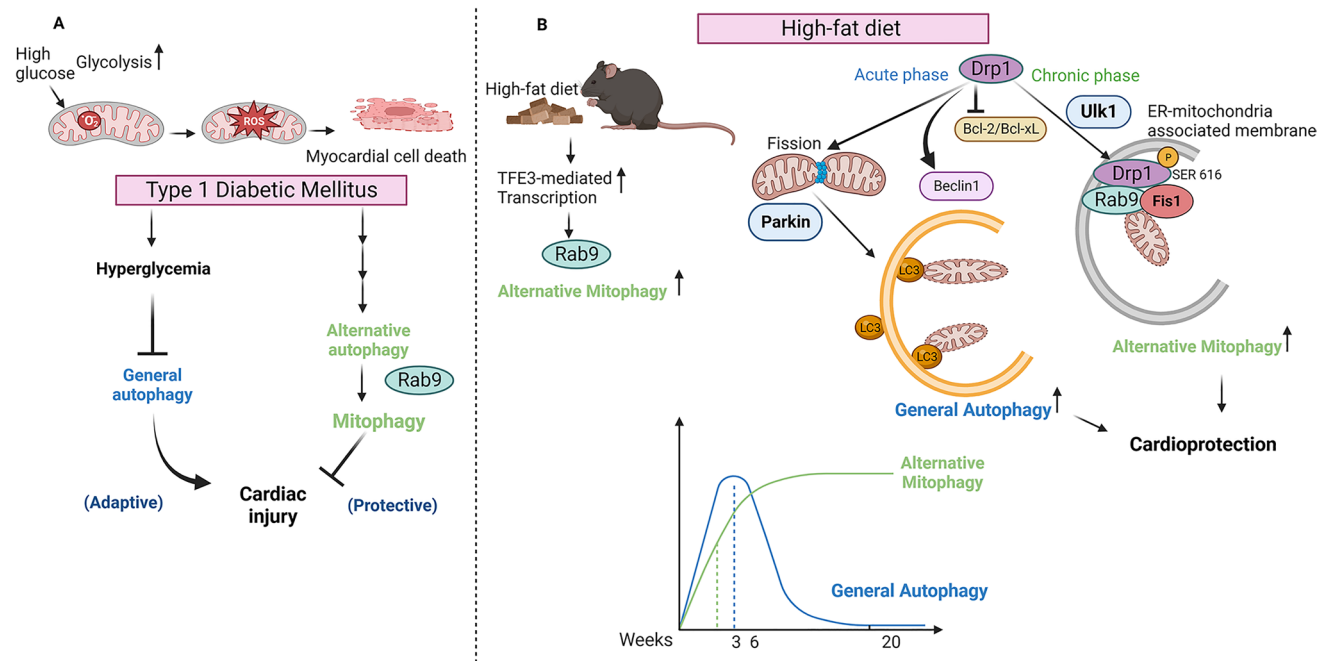 A
High
glucose
Glycolysis
•O₂⁻
ROS
Myocardial cell death
Type 1 Diabetic Mellitus
Hyperglycemia
General
autophagy
Alternative
autophagy
Rab9
Mitophagy
(Adaptive)
Cardiac
injury
(Protective)
B
High-fat diet
High-fat diet
TFE3-mediated
Transcription
Rab9
Alternative Mitophagy
Acute phase
Drp1
Chronic phase
Bcl-2/Bcl-xL
Ulk1
ER-mitochondria
associated membrane
Fission
Beclin1
Parkin
P
Drp1
SER 616
Rab9
Fis1
LC3
LC3
LC3
General Autophagy
Alternative Mitophagy
Cardioprotection
Alternative
Mitophagy
General Autophagy
Weeks
3 6
20